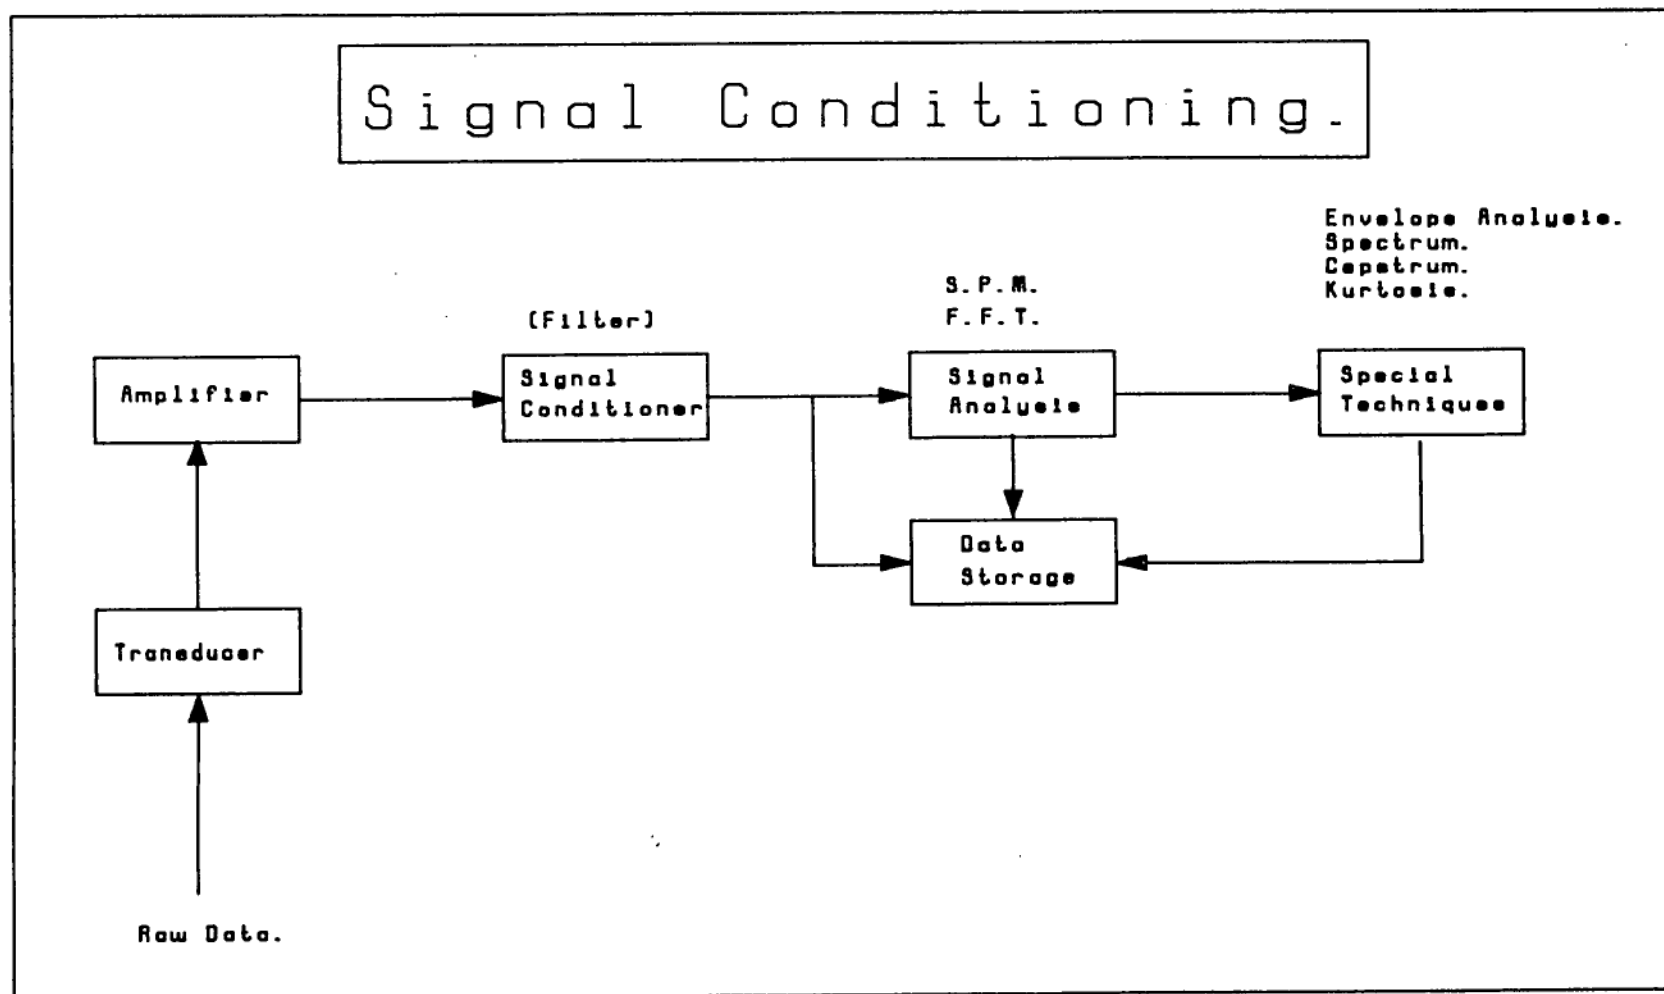 Signal Conditioning.
Envelope Analysis.
Spectrum.
Cepstrum.
Kurtosis.
S.P.M.
F.F.T.
(Filter)
Amplifier
Signal
Conditioner
Signal
Analysis
Special
Techniques
Data
Storage
Transducer
Raw Data.